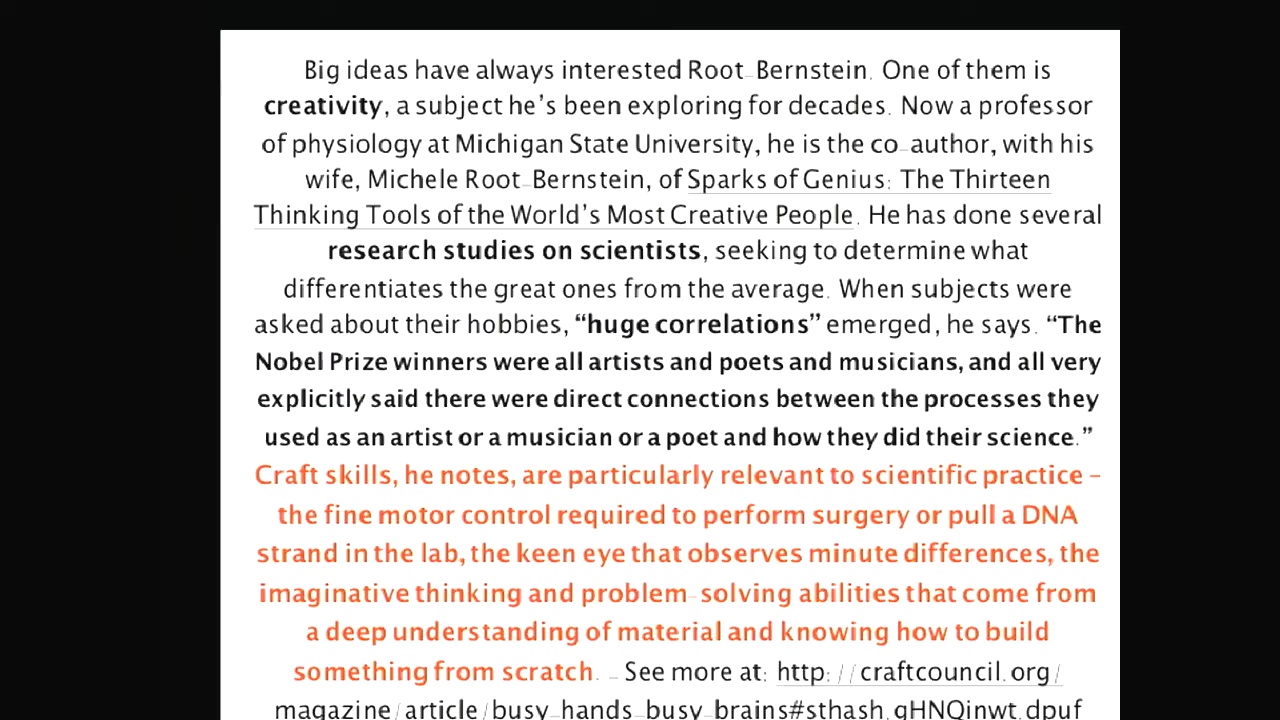 Big ideas have always interested Root-Bernstein. One of them is
creativity, a subject he's been exploring for decades. Now a professor
of physiology at Michigan State University, he is the co-author, with his
wife, Michele Root-Bernstein, of Sparks of Genius: The Thirteen
Thinking Tools of the World's Most Creative People. He has done several
research studies on scientists, seeking to determine what
differentiates the great ones from the average. When subjects were
asked about their hobbies, “huge correlations” emerged, he says. “The
Nobel Prize winners were all artists and poets and musicians, and all very
explicitly said there were direct connections between the processes they
used as an artist or a musician or a poet and how they did their science.”
Craft skills, he notes, are particularly relevant to scientific practice –
the fine motor control required to perform surgery or pull a DNA
strand in the lab, the keen eye that observes minute differences, the
imaginative thinking and problem-solving abilities that come from
a deep understanding of material and knowing how to build
something from scratch. - See more at: http://craftcouncil.org/
magazine/article/busy-hands-busy-brains#sthash.gHNQinwt.dpuf